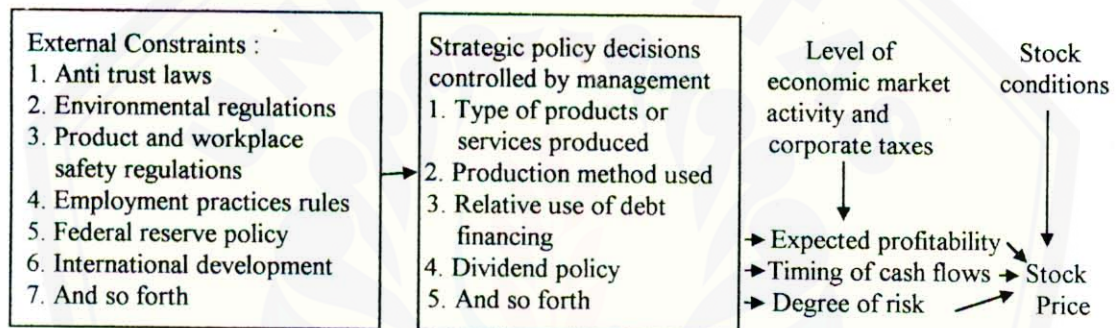 External Constraints :
1. Anti trust laws
2. Environmental regulations
3. Product and workplace
safety regulations
4. Employment practices rules
5. Federal reserve policy
6. International development
7. And so forth
Strategic policy decisions
controlled by management
1. Type of products or
services produced
2. Production method used
3. Relative use of debt
financing
4. Dividend policy
5. And so forth
Level of
economic market
activity and
corporate taxes
Stock
conditions
Expected profitability
Timing of cash flows
Degree of risk
Stock
Price